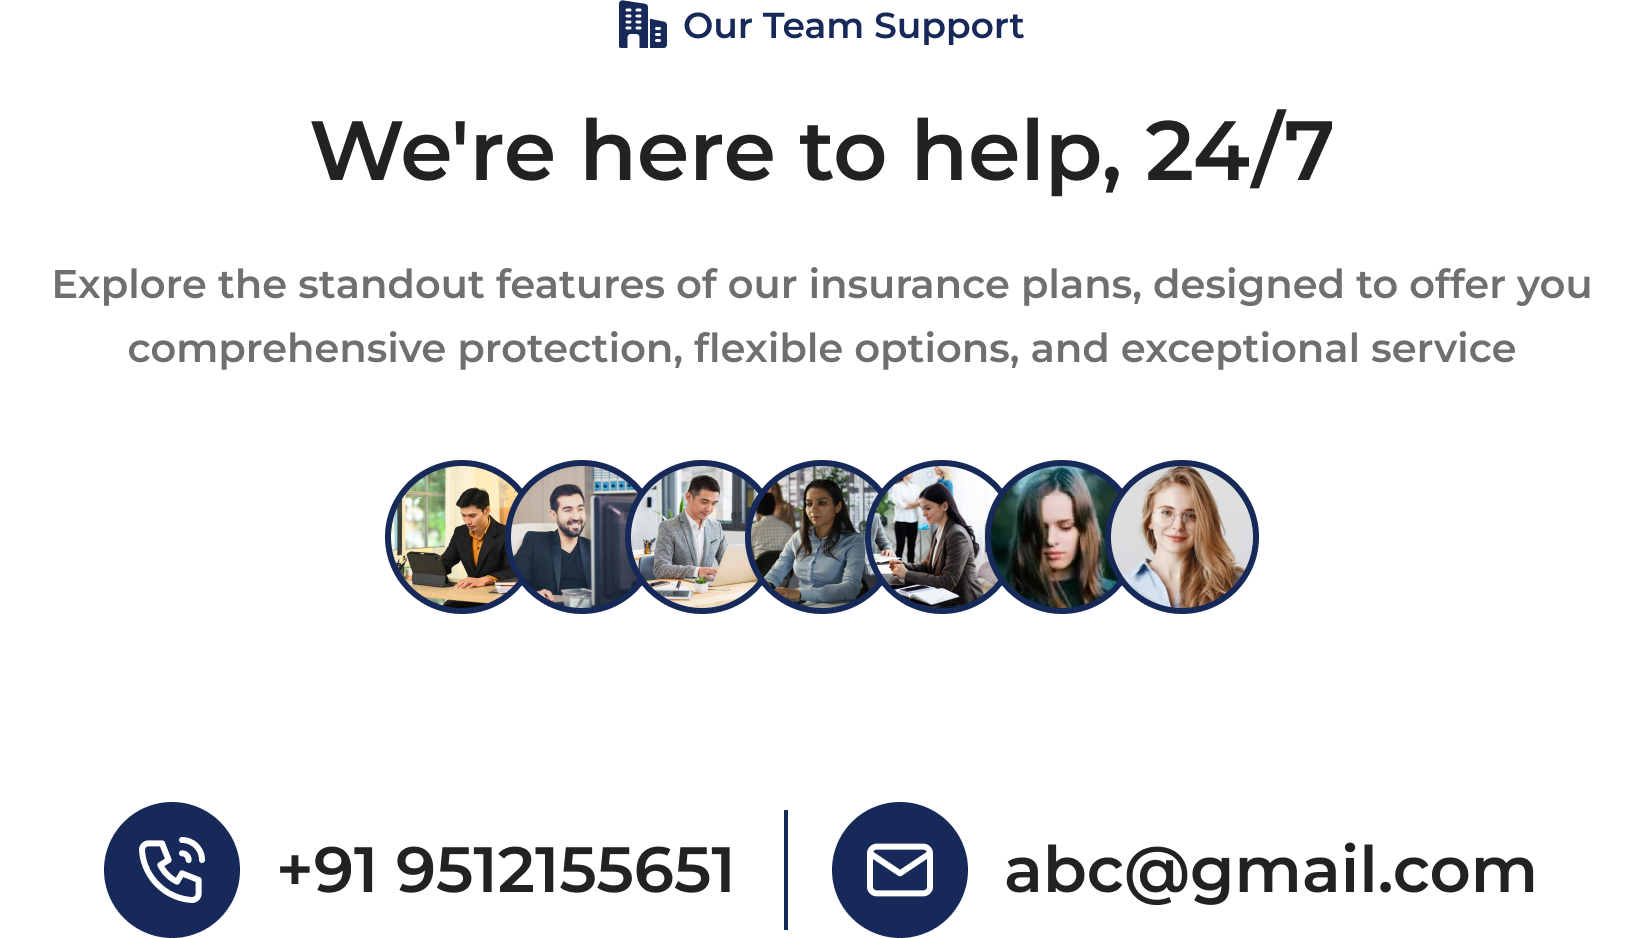 Our Team Support
We're here to help, 24/7
Explore the standout features of our insurance plans, designed to offer you
comprehensive protection, flexible options, and exceptional service
+91 9512155651
abc@gmail.com